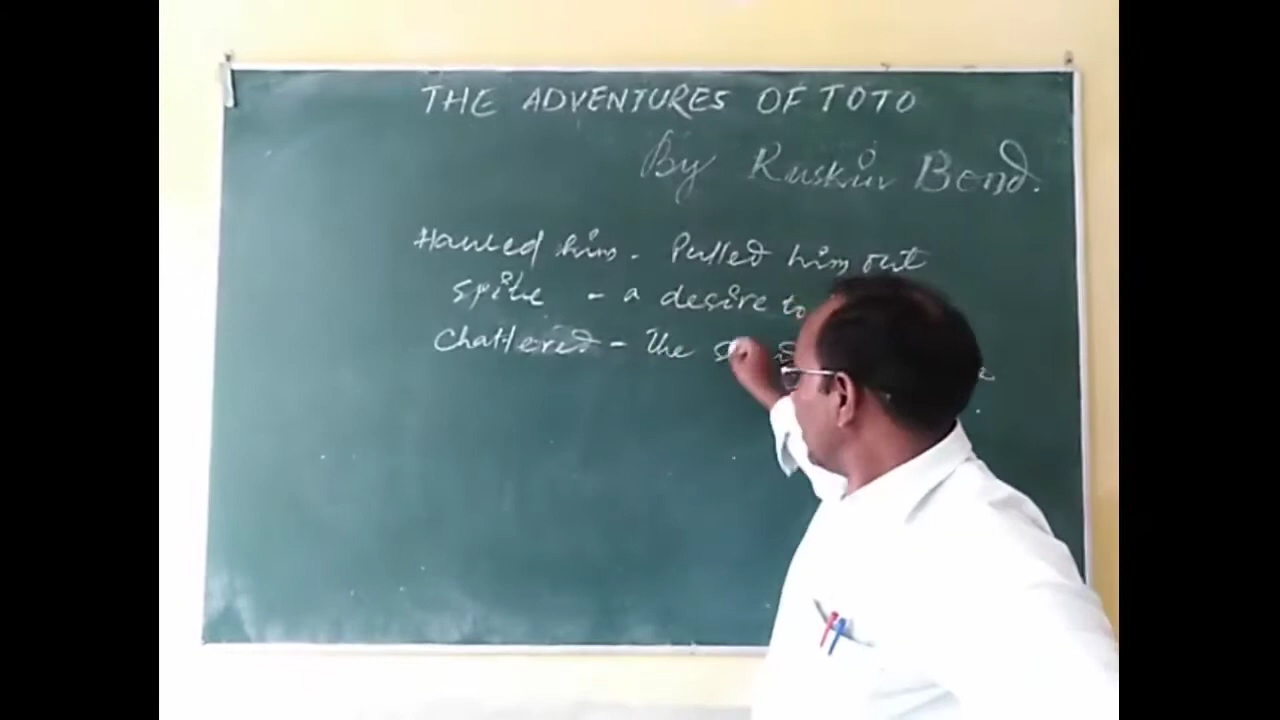 THE ADVENTURES OF TOTO
By Ruskin Bond.
Hauled him. Pulled him out
spite - a desire to
Chattered - the